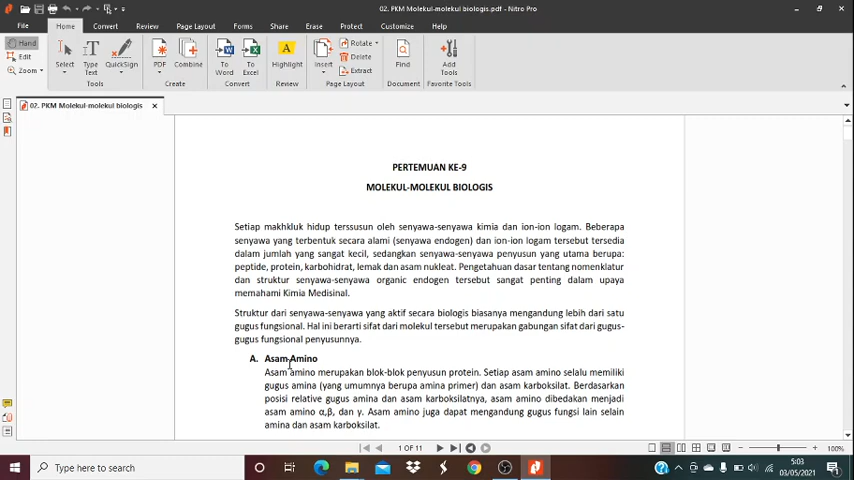 02. PKM Molekul-molekul biologis.pdf - Nitro Pro
File Home Convert Review Page Layout Forms Share Erase Protect Customize Help
Hand
Edit
Zoom
Select
Type Text
QuickSign
Tools
PDF
Combine
Create
To Word
To Excel
Convert
Highlight
Review
Insert
Rotate
Delete
Extract
Page Layout
Find
Document
Add Tools
Favorite Tools
02. PKM Molekul-molekul biologis
PERTEMUAN KE-9
MOLEKUL-MOLEKUL BIOLOGIS
Setiap makhkluk hidup terssusun oleh senyawa-senyawa kimia dan ion-ion logam. Beberapa
senyawa yang terbentuk secara alami (senyawa endogen) dan ion-ion logam tersebut tersedia
dalam jumlah yang sangat kecil, sedangkan senyawa-senyawa penyusun yang utama berupa:
peptide, protein, karbohidrat, lemak dan asam nukleat. Pengetahuan dasar tentang nomenklatur
dan struktur senyawa-senyawa organic endogen tersebut sangat penting dalam upaya
memahami Kimia Medisinal.
Struktur dari senyawa-senyawa yang aktif secara biologis biasanya mengandung lebih dari satu
gugus fungsional. Hal ini berarti sifat dari molekul tersebut merupakan gabungan sifat dari gugus-
gugus fungsional penyusunnya.
A. Asam Amino
Asam amino merupakan blok-blok penyusun protein. Setiap asam amino selalu memiliki
gugus amina (yang umumnya berupa amina primer) dan asam karboksilat. Berdasarkan
posisi relative gugus amina dan asam karboksilatnya, asam amino dibedakan menjadi
asam amino α,β, dan γ. Asam amino juga dapat mengandung gugus fungsi lain selain
amina dan asam karboksilat.
1 OF 11
100%
Type here to search
5:03
03/05/2021
1